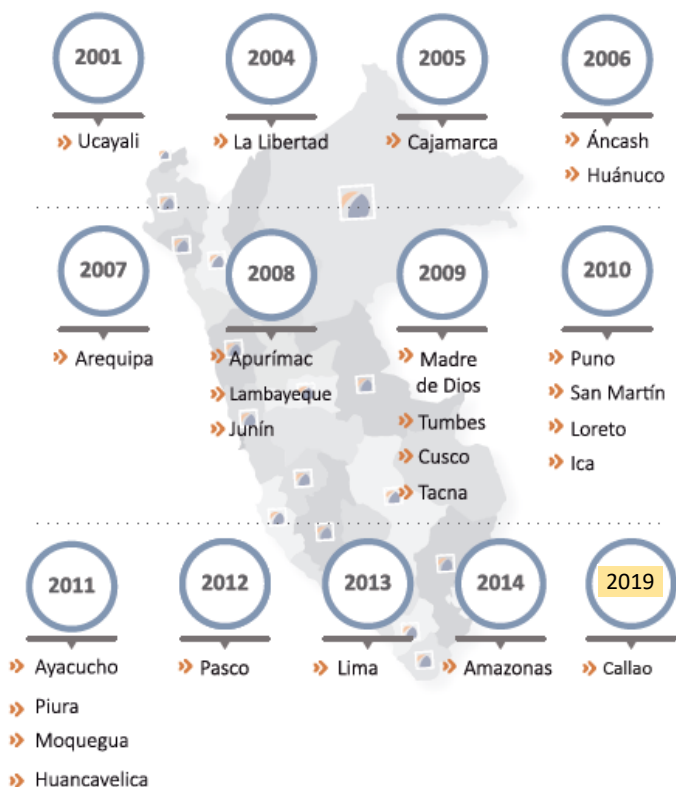 2001
2004
2005
2006
» Ucayali
» La Libertad
» Cajamarca
» Áncash
» Huánuco
2007
2008
2009
2010
» Arequipa
» Apurímac
» Lambayeque
» Junín
» Madre
de Dios
» Tumbes
» Cusco
» Tacna
» Puno
» San Martín
» Loreto
» Ica
2011
2012
2013
2014
2019
» Ayacucho
» Piura
» Moquegua
» Huancavelica
» Pasco
» Lima
» Amazonas
» Callao